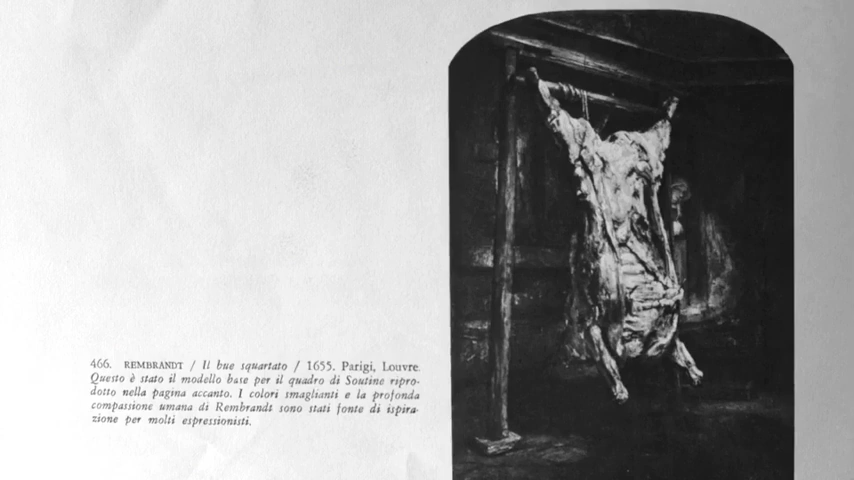 466. REMBRANDT / Il bue squartato / 1655. Parigi, Louvre.
Questo è stato il modello base per il quadro di Soutine ripro-
dotto nella pagina accanto. I colori smaglianti e la profonda
compassione umana di Rembrandt sono stati fonte di ispira-
zione per molti espressionisti.